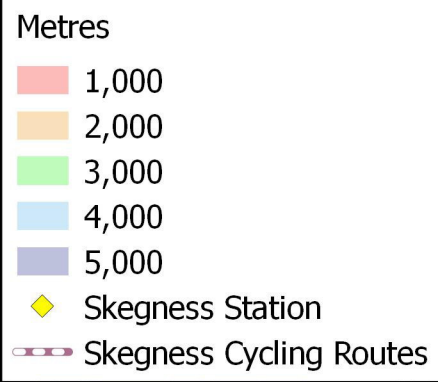 Metres
1,000
2,000
3,000
4,000
5,000
Skegness Station
Skegness Cycling Routes